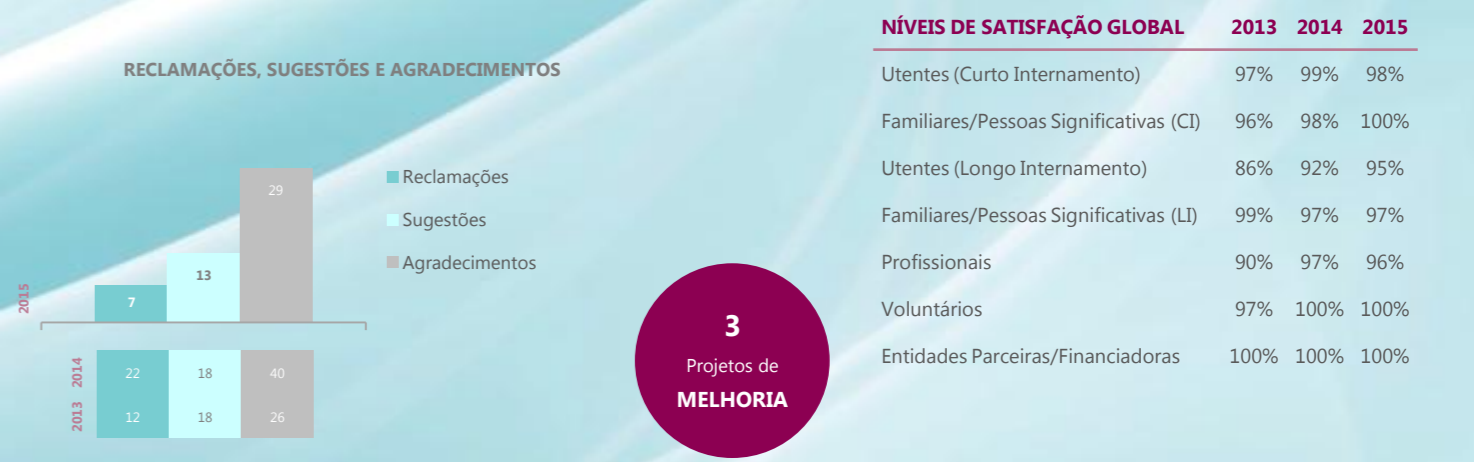 RECLAMAÇÕES, SUGESTÕES E AGRADECIMENTOS
29
13
7
2015
Reclamações
Sugestões
Agradecimentos
2014 22 18 40
2013 12 18 26
3
Projetos de
MELHORIA
NÍVEIS DE SATISFAÇÃO GLOBAL 2013 2014 2015
Utentes (Curto Internamento) 97% 99% 98%
Familiares/Pessoas Significativas (CI) 96% 98% 100%
Utentes (Longo Internamento) 86% 92% 95%
Familiares/Pessoas Significativas (LI) 99% 97% 97%
Profissionais 90% 97% 96%
Voluntários 97% 100% 100%
Entidades Parceiras/Financiadoras 100% 100% 100%